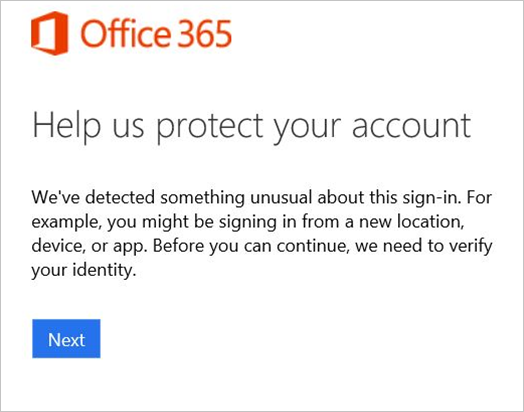 Office 365
Help us protect your account
We've detected something unusual about this sign-in. For
example, you might be signing in from a new location,
device, or app. Before you can continue, we need to verify
your identity.
Next